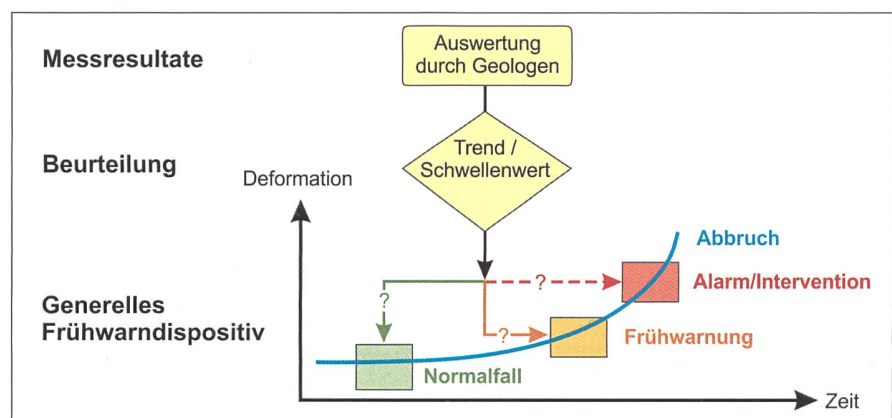 Messresultate
Auswertung
durch Geologen
Beurteilung
Trend /
Schwellenwert
Deformation
Abbruch
?
?
Alarm/Intervention
Generelles
Frühwarndispositiv
?
Frühwarnung
Normalfall
Zeit